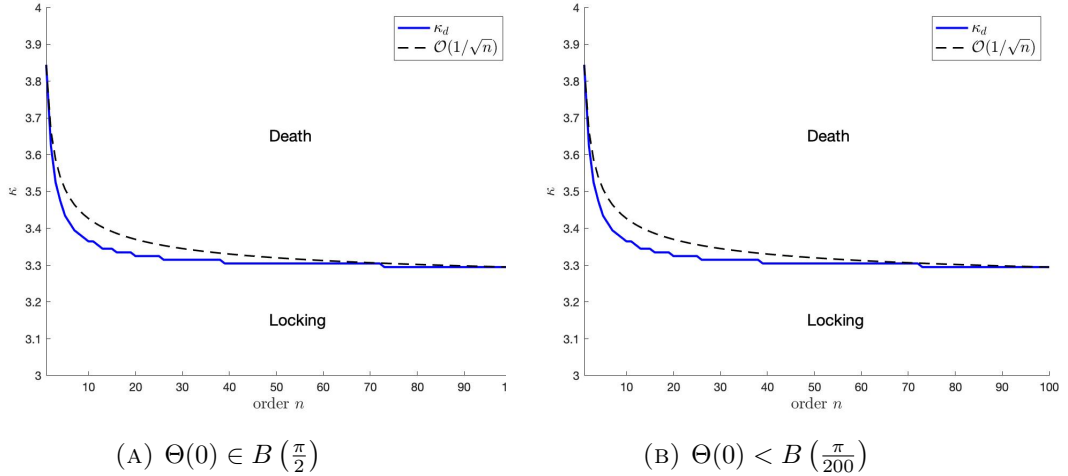 4
3.9
3.8
3.7
3.6
3.5
3.4
3.3
3.2
3.1
3
κ
10 20 30 40 50 60 70 80 90 1
order n
κ_d
O(1/√n)
Death
Locking
(A) Θ(0) ∈ B (π/2)
4
3.9
3.8
3.7
3.6
3.5
3.4
3.3
3.2
3.1
3
κ
10 20 30 40 50 60 70 80 90 100
order n
κ_d
O(1/√n)
Death
Locking
(B) Θ(0) < B (π/200)